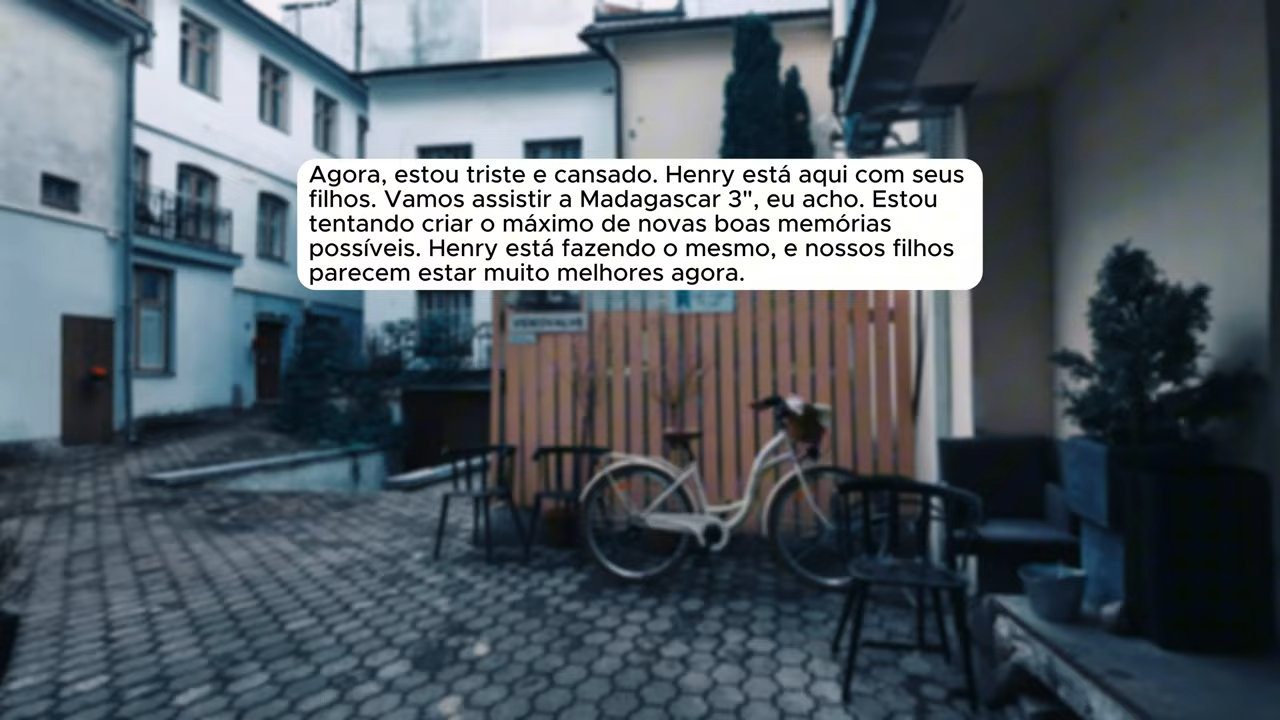 Agora, estou triste e cansado. Henry está aqui com seus
filhos. Vamos assistir a Madagascar 3", eu acho. Estou
tentando criar o máximo de novas boas memórias
possíveis. Henry está fazendo o mesmo, e nossos filhos
parecem estar muito melhores agora.